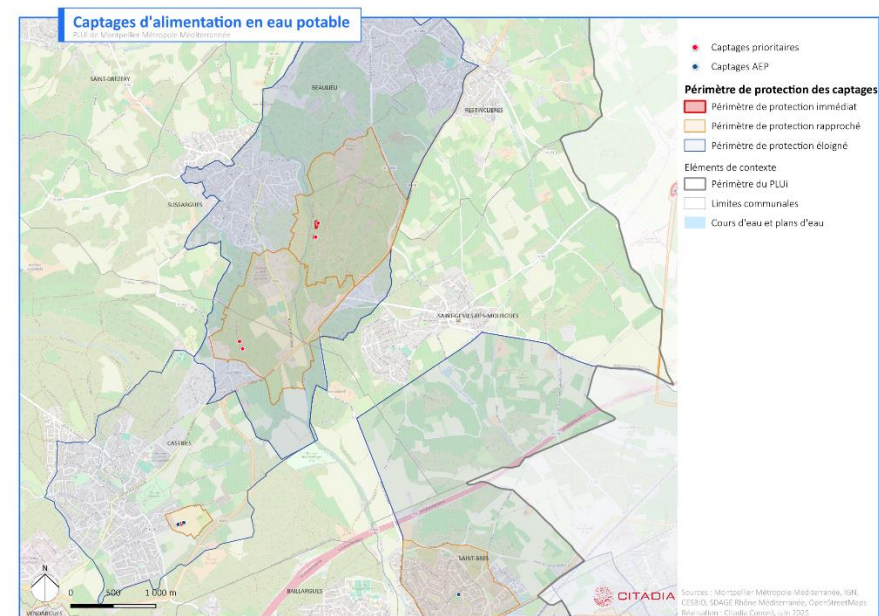 Captages d'alimentation en eau potable
PLUi de Montpellier Méditerranée Métropole
SAINT-DREZERY
BEAULIEU
RESTINCLIERES
SUSSARGUES
SAINT-GENIES-DES-MOURGUES
CASTRIES
SAINT-BRES
BAILLARGUES
VENDARGUES
N
0 500 1 000 m
CITADIA
Captages prioritaires
Captages AEP
Périmètre de protection des captages
Périmètre de protection immédiat
Périmètre de protection rapproché
Périmètre de protection éloigné
Eléments de contexte
Périmètre du PLUi
Limites communales
Cours d'eau et plans d'eau
Sources : Montpellier Métropole Méditerranée, IGN,
CESBIO, SDAGE Rhône Méditerranée, OpenStreetMaps
Réalisation : Citadia Conseil, juin 2025